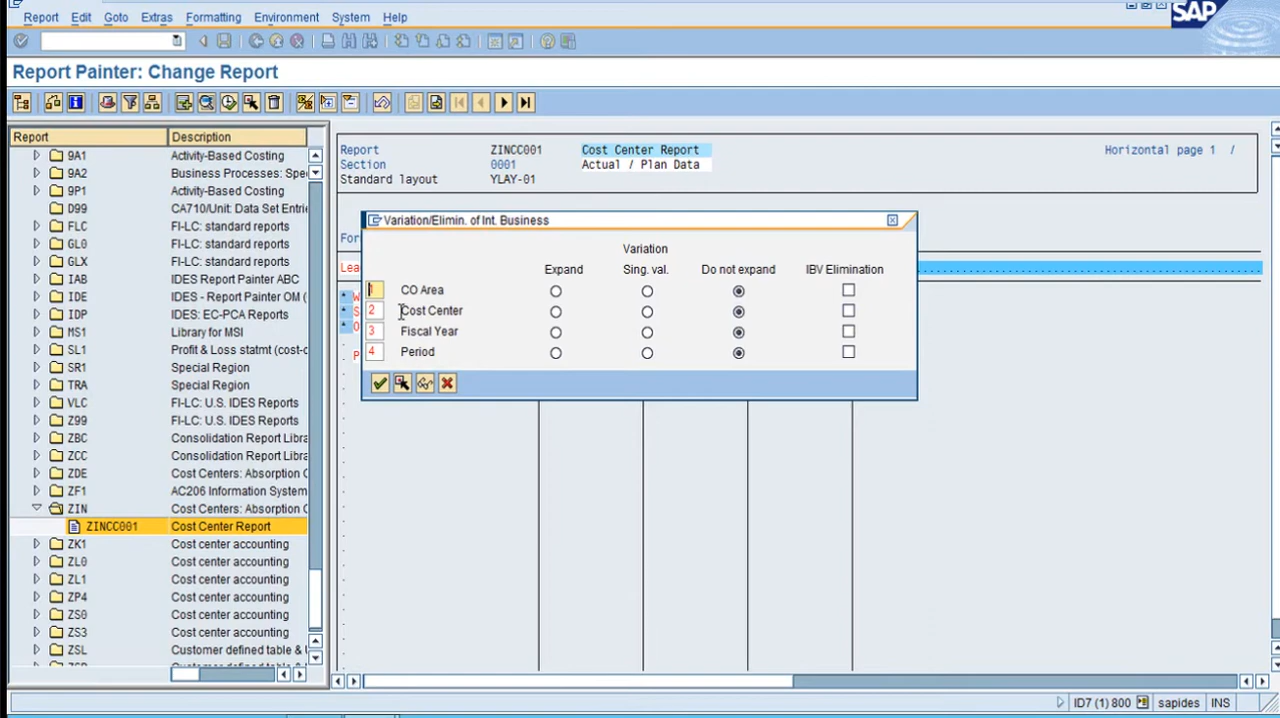 Report Edit Goto Extras Formatting Environment System Help
SAP
Report Painter: Change Report
Report Description
9A1 Activity-Based Costing
9A2 Business Processes: Spe
9P1 Activity-Based Costing
D99 CA710/Unit: Data Set Entrie
FLC FI-LC: standard reports
GL0 FI-LC: standard reports
GLX FI-LC: standard reports
IAB IDES Report Painter ABC
IDE IDES - Report Painter OM (
IDP IDES: EC-PCA Reports
MS1 Library for MSI
SL1 Profit & Loss statmt (cost-
SR1 Special Region
TRA Special Region
VLC FI-LC: U.S. IDES Reports
Z99 FI-LC: U.S. IDES Reports
ZBC Consolidation Report Libra
ZCC Consolidation Report Libra
ZDE Cost Centers: Absorption C
ZF1 AC206 Information System
ZIN Cost Centers: Absorption C
ZINCC001 Cost Center Report
ZK1 Cost center accounting
ZL0 Cost center accounting
ZL1 Cost center accounting
ZP4 Cost center accounting
ZS0 Cost center accounting
ZS3 Cost center accounting
ZSL Customer defined table & U
Report ZINCC001 Cost Center Report Horizontal page 1 /
Section 0001 Actual / Plan Data
Standard layout YLAY-01
For
Lea
Variation/Elimin. of Int. Business
Variation
Expand Sing. val. Do not expand IBV Elimination
1 CO Area
2 Cost Center
3 Fiscal Year
4 Period
ID7 (1) 800 sapides INS